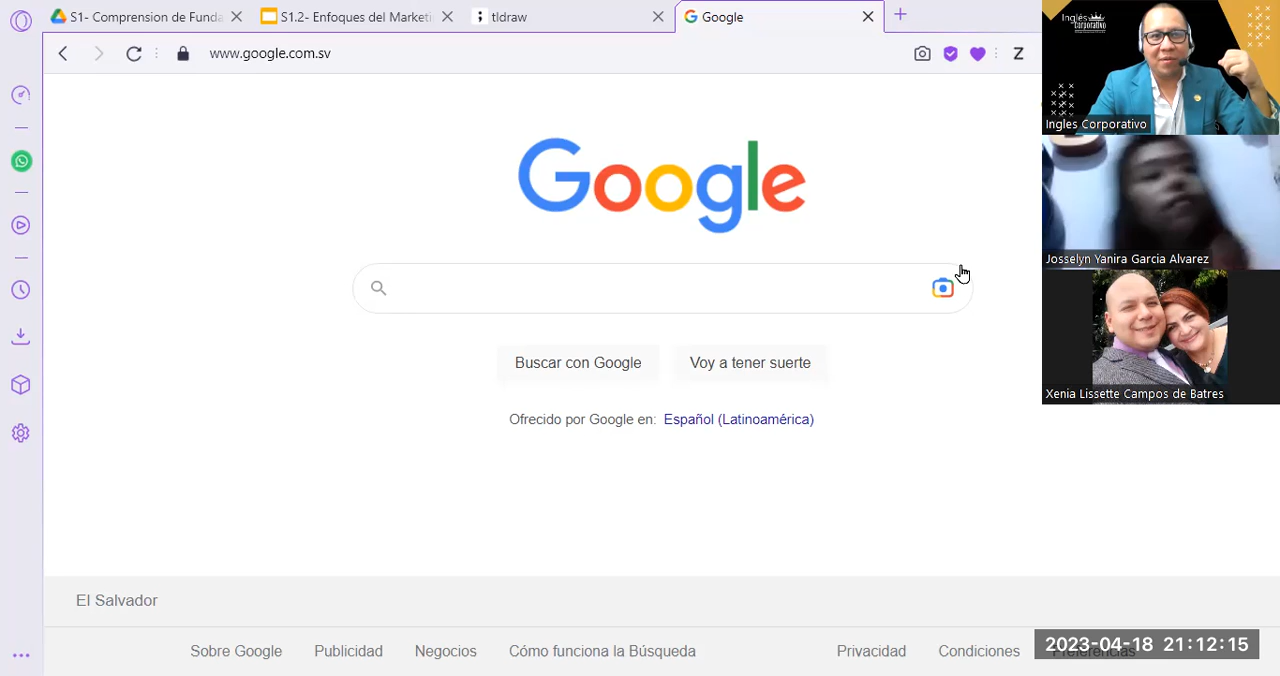 S1- Comprension de Funda
S1.2- Enfoques del Marketi
tldraw
Google
www.google.com.sv
Z
Inglés
Corporativo
Ingles Corporativo
Google
Josselyn Yanira Garcia Alvarez
Buscar con Google
Voy a tener suerte
Xenia Lissette Campos de Batres
Ofrecido por Google en: Español (Latinoamérica)
El Salvador
Sobre Google
Publicidad
Negocios
Cómo funciona la Búsqueda
Privacidad
Condiciones
Preferencias
2023-04-18 21:12:15